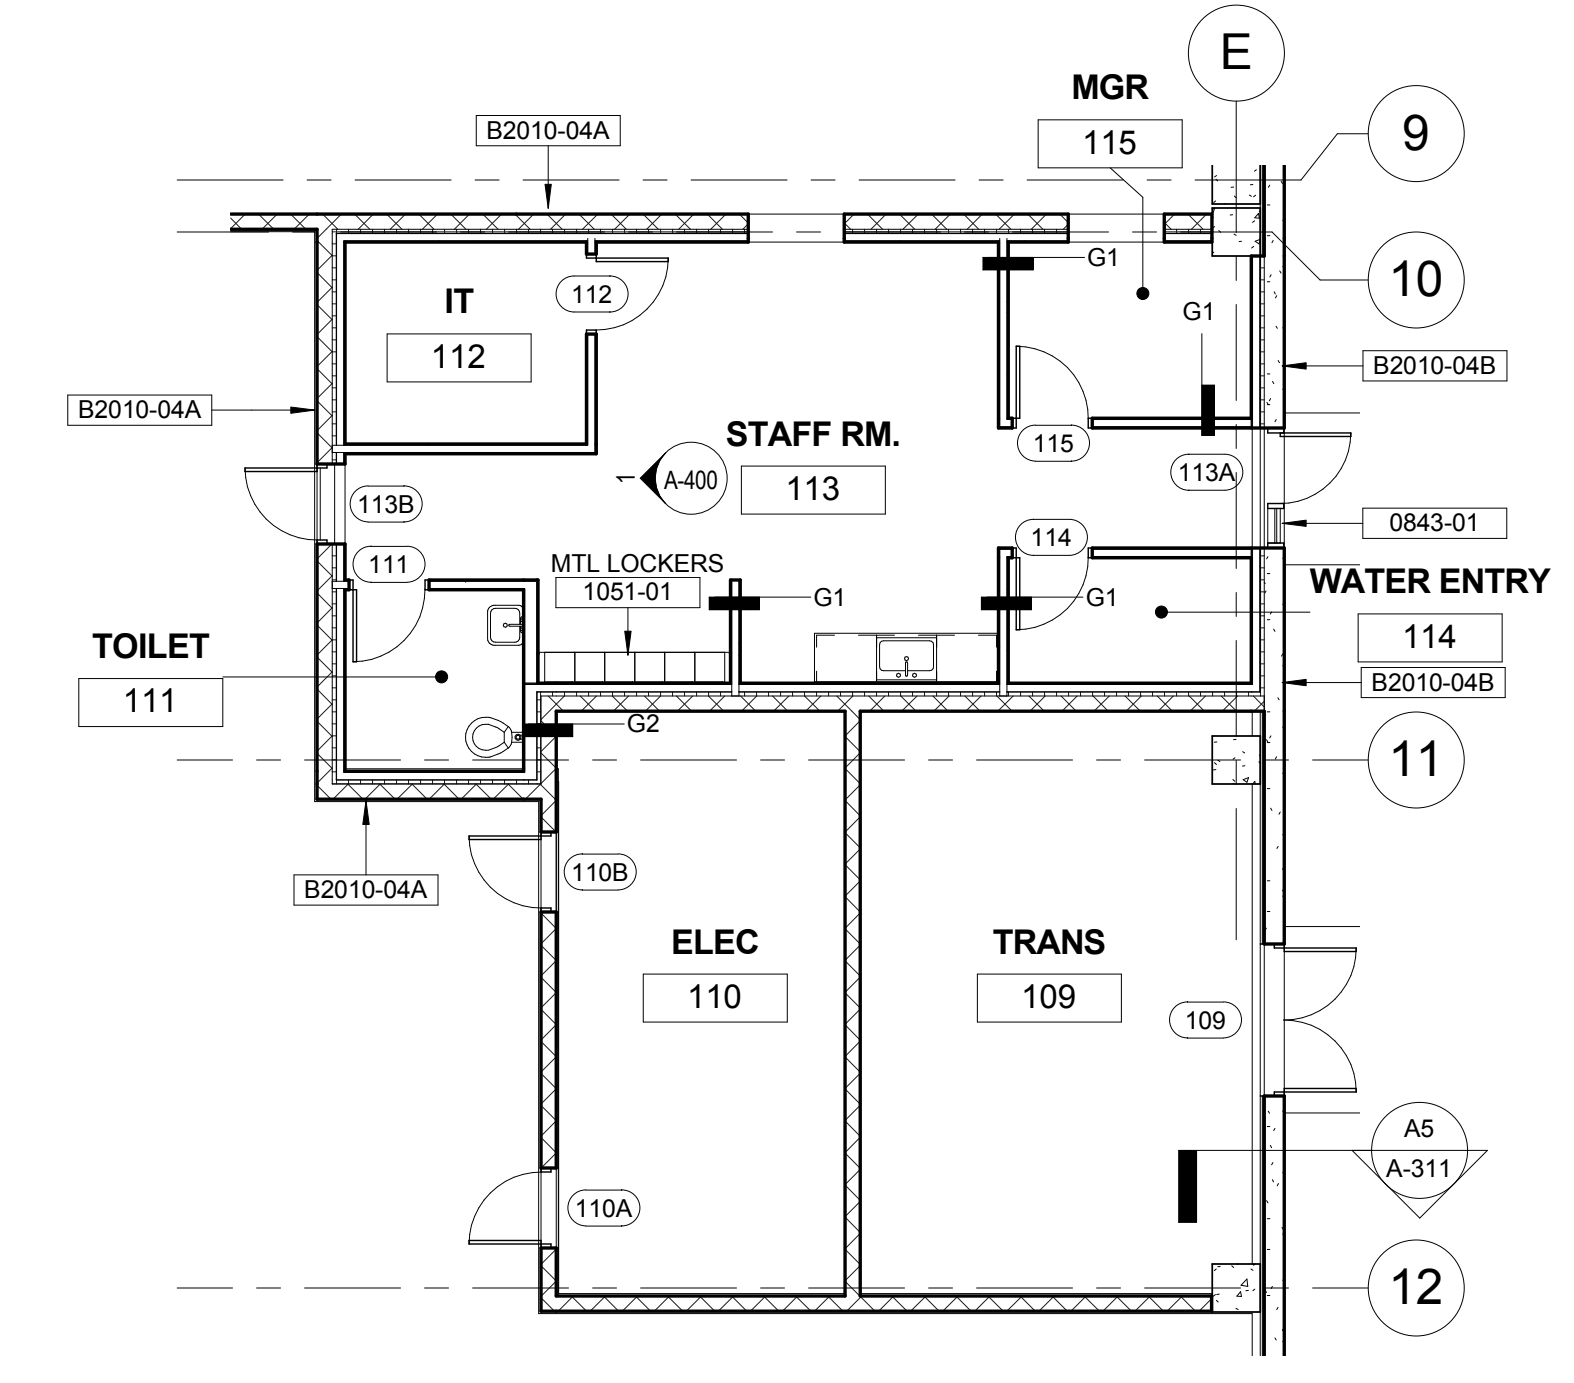 E
MGR
115
9
B2010-04A
G1
10
IT
112
112
G1
B2010-04B
B2010-04A
STAFF RM.
113
115
1
A-400
113A
113B
0843-01
111
114
MTL LOCKERS
1051-01
G1
G1
WATER ENTRY
114
B2010-04B
TOILET
111
G2
11
110B
B2010-04A
ELEC
110
TRANS
109
109
A5
A-311
110A
12